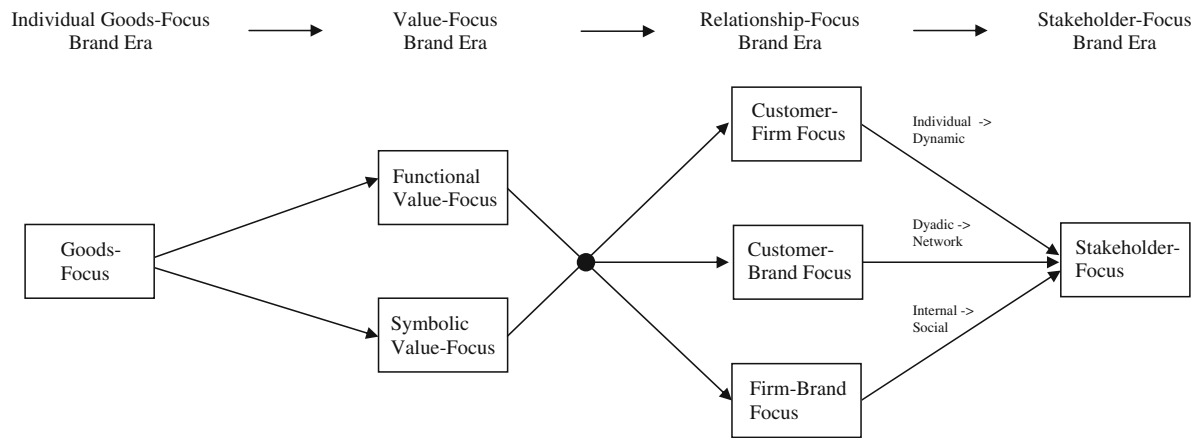 Individual Goods-Focus
Brand Era
Value-Focus
Brand Era
Relationship-Focus
Brand Era
Stakeholder-Focus
Brand Era
Goods-
Focus
Functional
Value-Focus
Symbolic
Value-Focus
Customer-
Firm Focus
Customer-
Brand Focus
Firm-Brand
Focus
Individual ->
Dynamic
Dyadic ->
Network
Internal ->
Social
Stakeholder-
Focus